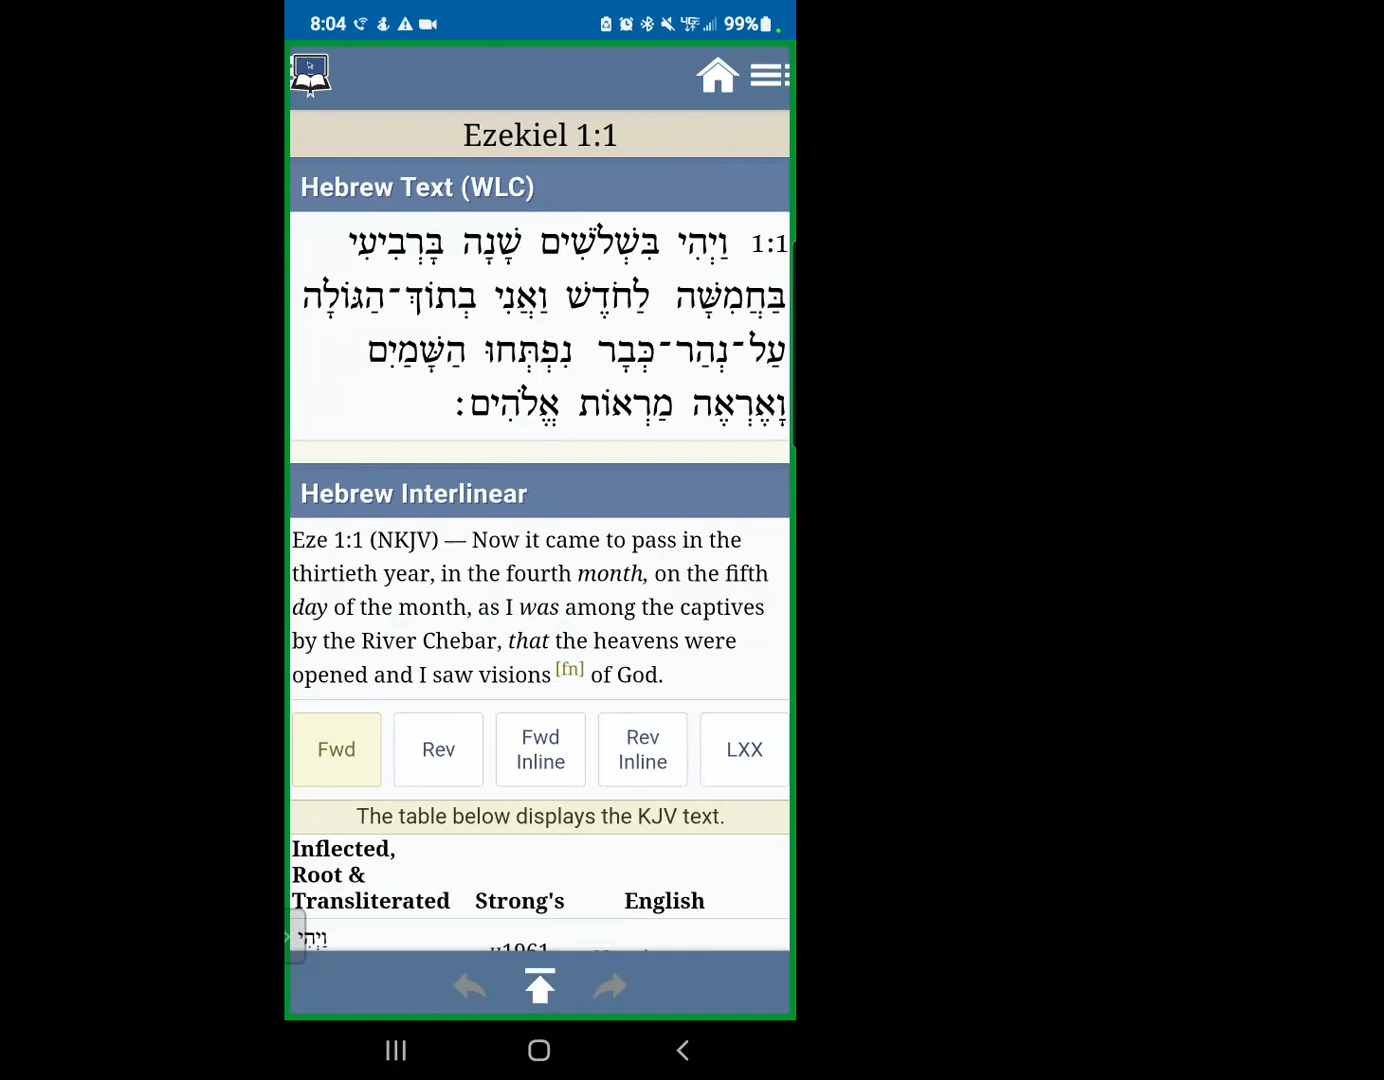 8:04
99%
Ezekiel 1:1
Hebrew Text (WLC)
1:1 וַיְהִי בִּשְׁלֹשִׁים שָׁנָה בָּרְבִיעִי
בַּחֲמִשָּׁה לַחֹדֶשׁ וַאֲנִי בְתוֹךְ־הַגּוֹלָה
עַל־נְהַר־כְּבָר נִפְתְּחוּ הַשָּׁמַיִם
וָאֶרְאֶה מַרְאוֹת אֱלֹהִים׃
Hebrew Interlinear
Eze 1:1 (NKJV) — Now it came to pass in the
thirtieth year, in the fourth month, on the fifth
day of the month, as I was among the captives
by the River Chebar, that the heavens were
opened and I saw visions [fn] of God.
Fwd
Rev
Fwd
Inline
Rev
Inline
LXX
The table below displays the KJV text.
Inflected,
Root &
Transliterated Strong's English
וַיְהִי
H1961